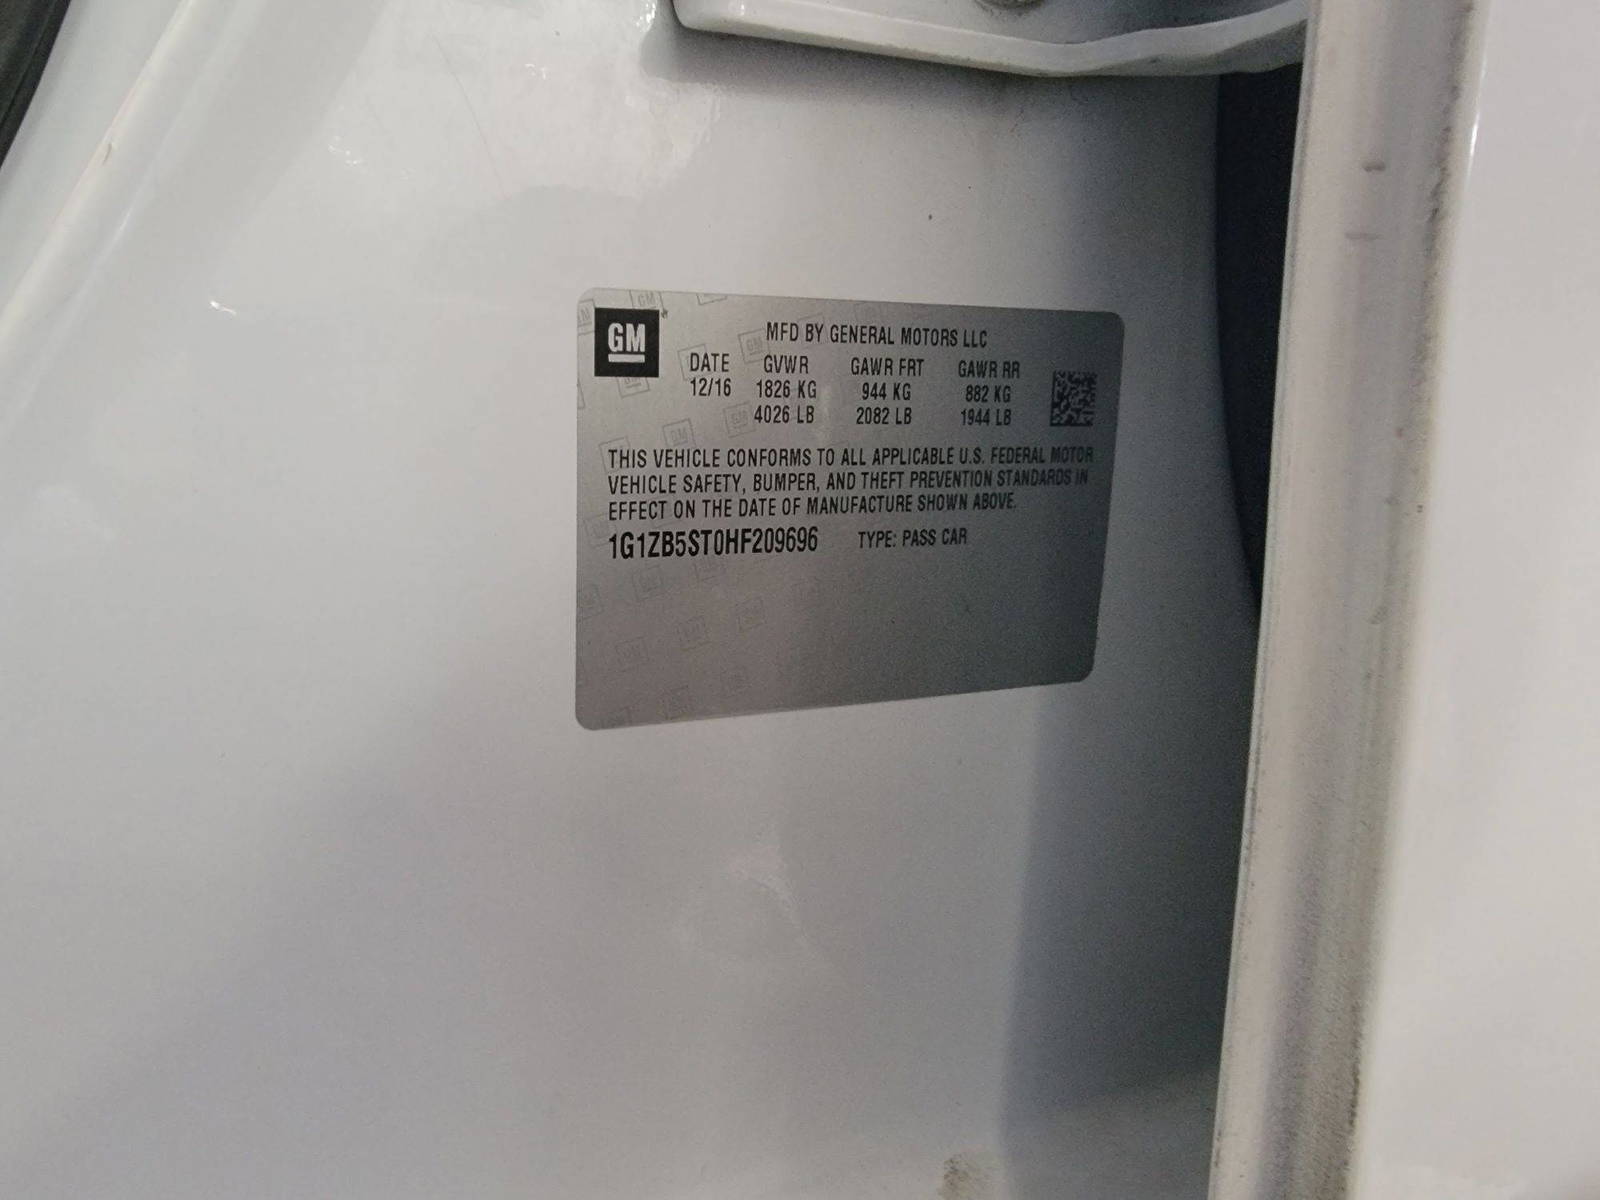 GM
MFD BY GENERAL MOTORS LLC
DATE GVWR GAWR FRT GAWR RR
12/16 1826 KG 944 KG 882 KG
4026 LB 2082 LB 1944 LB
THIS VEHICLE CONFORMS TO ALL APPLICABLE U.S. FEDERAL MOTOR
VEHICLE SAFETY, BUMPER, AND THEFT PREVENTION STANDARDS IN
EFFECT ON THE DATE OF MANUFACTURE SHOWN ABOVE.
1G1ZB5ST0HF209696 TYPE: PASS CAR